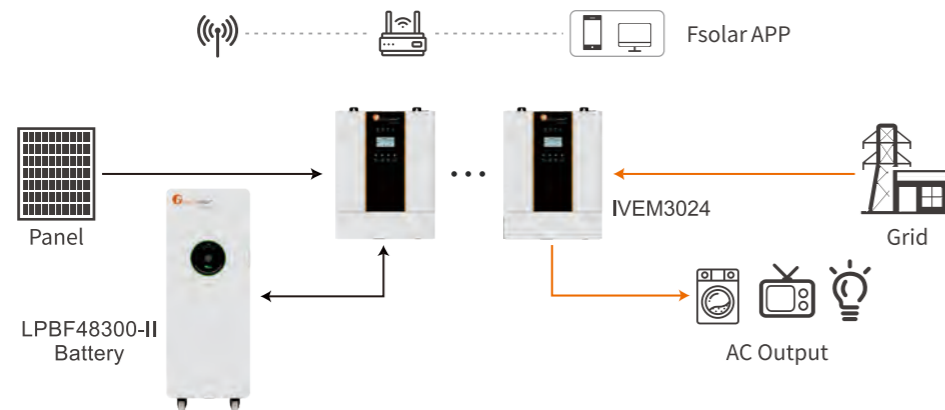 Fsolar APP
Panel
IVEM3024
Grid
LPBF48300-II
Battery
AC Output